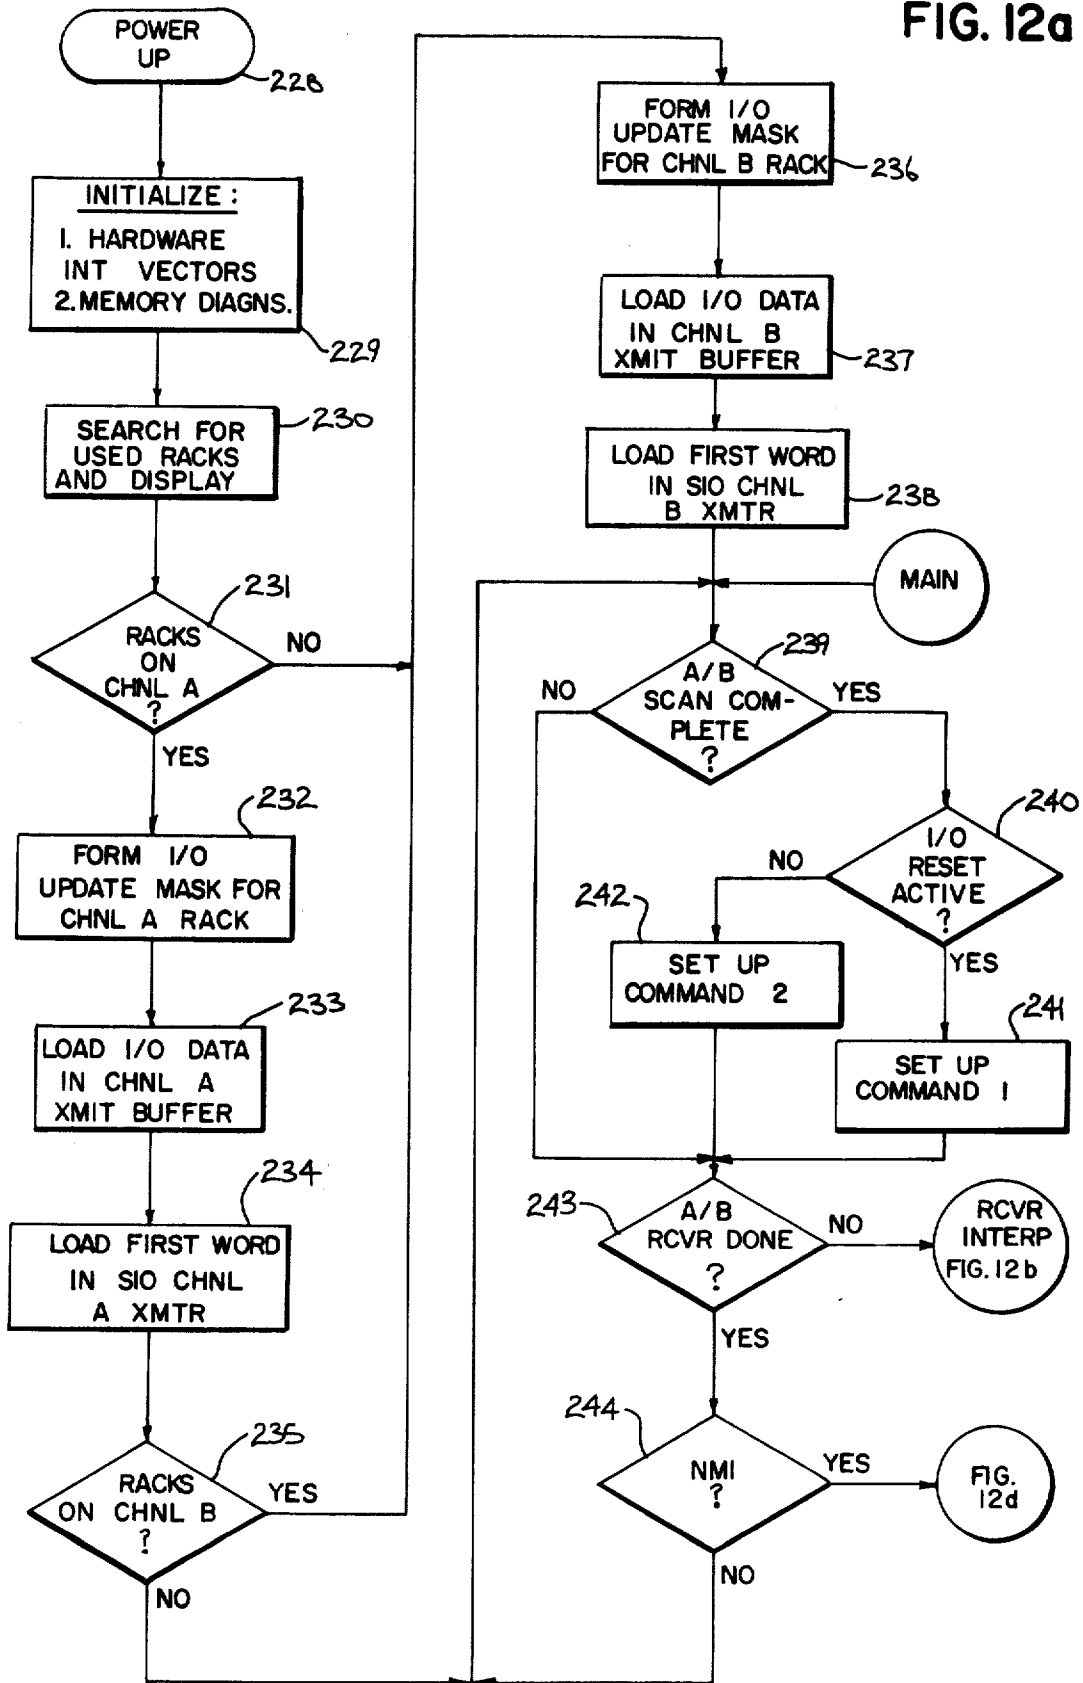 FIG. 12a
POWER
UP
228
INITIALIZE :
1. HARDWARE
INT VECTORS
2. MEMORY DIAGNS.
229
230
SEARCH FOR
USED RACKS
AND DISPLAY
231
RACKS
ON
CHNL A
?
NO
YES
232
FORM I/O
UPDATE MASK FOR
CHNL A RACK
233
LOAD I/O DATA
IN CHNL A
XMIT BUFFER
234
LOAD FIRST WORD
IN SIO CHNL
A XMTR
235
RACKS
ON CHNL B
?
YES
NO
FORM I/O
UPDATE MASK
FOR CHNL B RACK
236
LOAD I/O DATA
IN CHNL B
XMIT BUFFER
237
LOAD FIRST WORD
IN SIO CHNL
B XMTR
238
MAIN
239
A/B
SCAN COM-
PLETE
?
NO
YES
240
I/O
RESET
ACTIVE
?
NO
YES
242
SET UP
COMMAND 2
241
SET UP
COMMAND 1
243
A/B
RCVR DONE
?
NO
YES
RCVR
INTERP
FIG. 12b
244
NMI
?
YES
NO
FIG.
12d